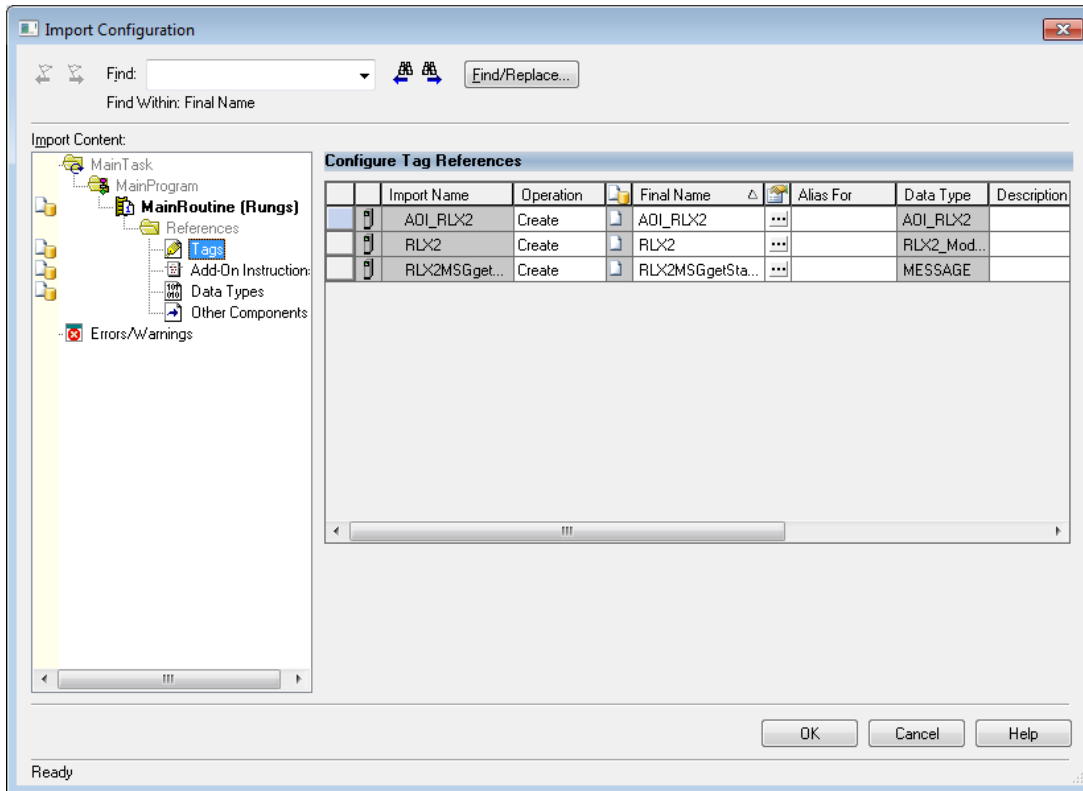 Import Configuration
Find: Find/Replace...
Find Within: Final Name
Import Content:
MainTask
MainProgram
MainRoutine (Rungs)
References
Tags
Add-On Instruction:
Data Types
Other Components
Errors/Warnings
Configure Tag References
Import Name Operation Final Name Alias For Data Type Description
AOI_RLX2 Create AOI_RLX2 ... AOI_RLX2
RLX2 Create RLX2 ... RLX2_Mod...
RLX2MSGget... Create RLX2MSGgetSta... ... MESSAGE
OK Cancel Help
Ready